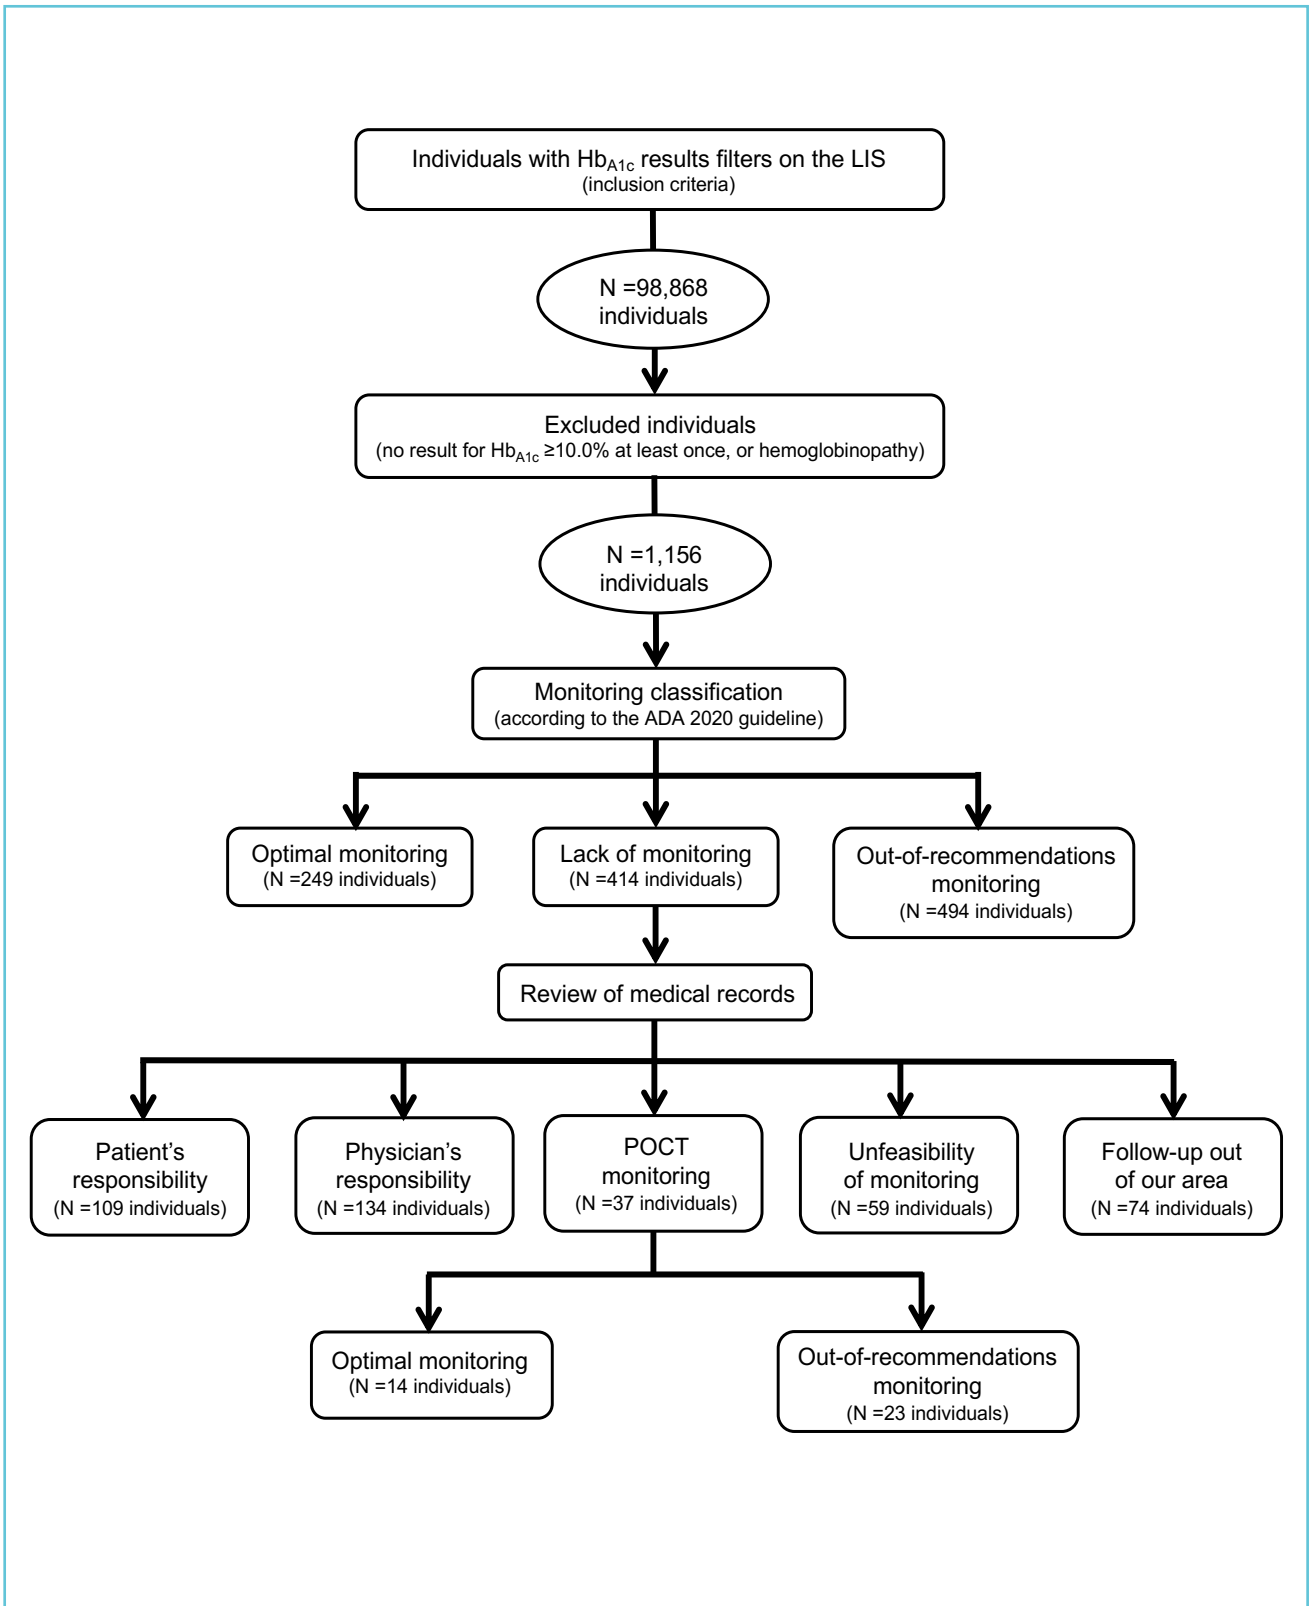 Individuals with HbA1c results filters on the LIS
(inclusion criteria)
N =98,868
individuals
Excluded individuals
(no result for HbA1c ≥10.0% at least once, or hemoglobinopathy)
N =1,156
individuals
Monitoring classification
(according to the ADA 2020 guideline)
Optimal monitoring
(N =249 individuals)
Lack of monitoring
(N =414 individuals)
Out-of-recommendations
monitoring
(N =494 individuals)
Review of medical records
Patient's
responsibility
(N =109 individuals)
Physician's
responsibility
(N =134 individuals)
POCT
monitoring
(N =37 individuals)
Unfeasibility
of monitoring
(N =59 individuals)
Follow-up out
of our area
(N =74 individuals)
Optimal monitoring
(N =14 individuals)
Out-of-recommendations
monitoring
(N =23 individuals)